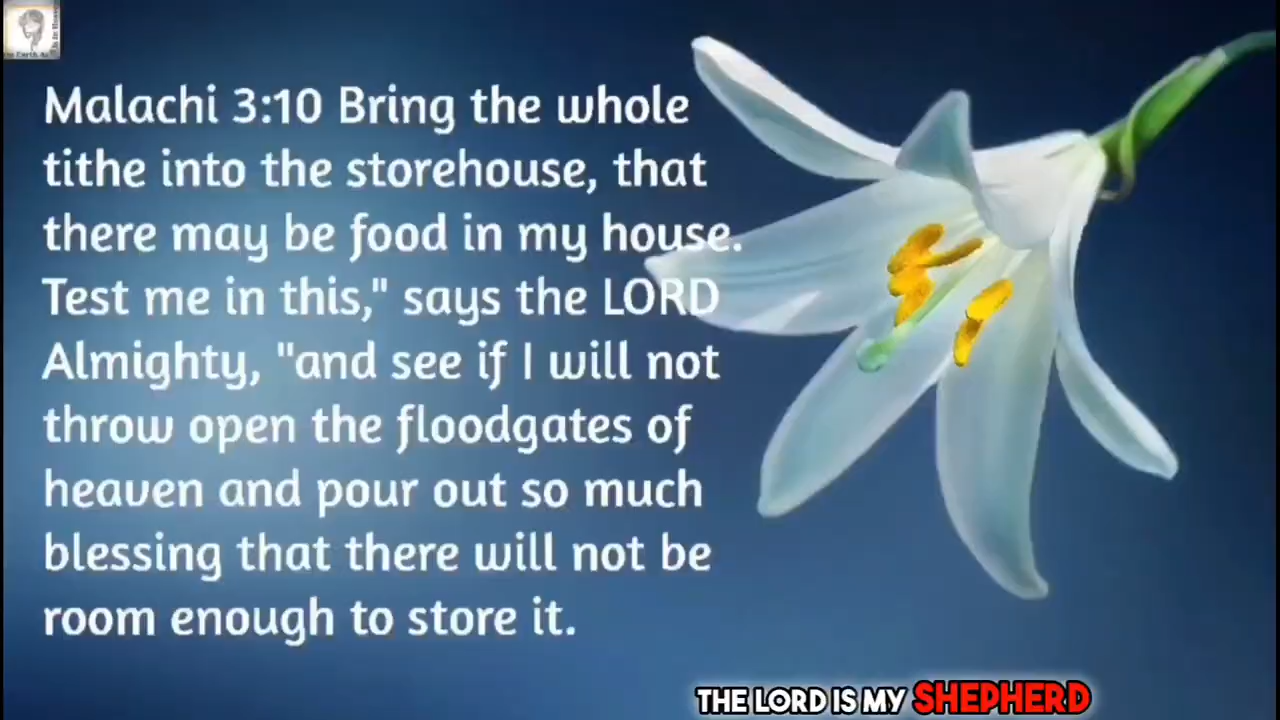 Malachi 3:10 Bring the whole
tithe into the storehouse, that
there may be food in my house.
Test me in this," says the LORD
Almighty, "and see if I will not
throw open the floodgates of
heaven and pour out so much
blessing that there will not be
room enough to store it.
THE LORD IS MY SHEPHERD